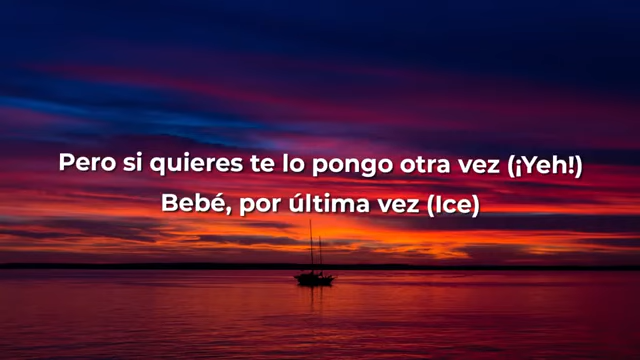 Pero si quieres te lo pongo otra vez (¡Yeh!)
Bebé, por última vez (Ice)